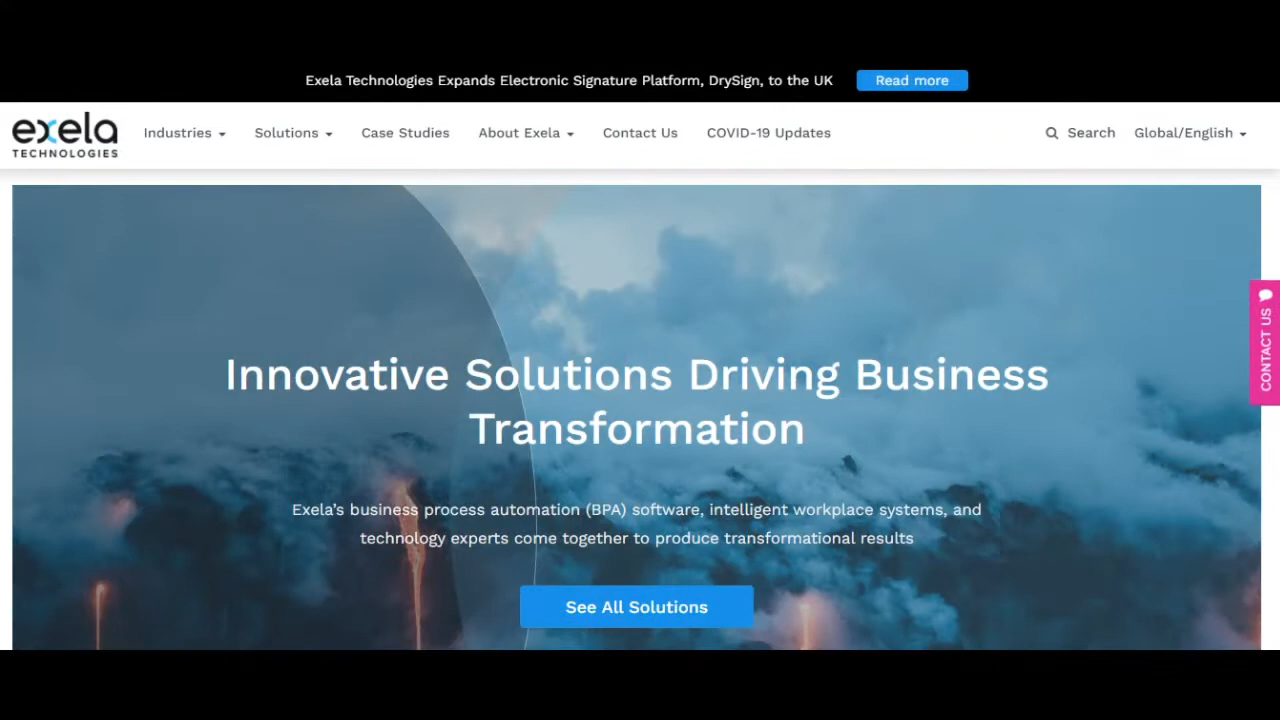 Exela Technologies Expands Electronic Signature Platform, DrySign, to the UK Read more
exela
TECHNOLOGIES
Industries Solutions Case Studies About Exela Contact Us COVID-19 Updates Search Global/English
CONTACT US
Innovative Solutions Driving Business
Transformation
Exela's business process automation (BPA) software, intelligent workplace systems, and
technology experts come together to produce transformational results
See All Solutions